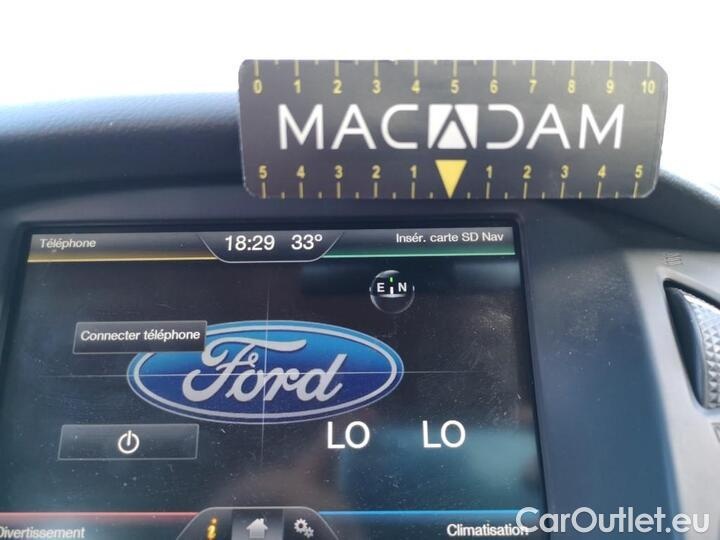 0 1 2 3 4 5 6 7 8 9 10
MACADAM
5 4 3 2 1 1 2 3 4 5
Téléphone
18:29 33°
Insér. carte SD Nav
E N
Connecter téléphone
Ford
LO LO
Divertissement
i
Climatisation
CarOutlet.eu